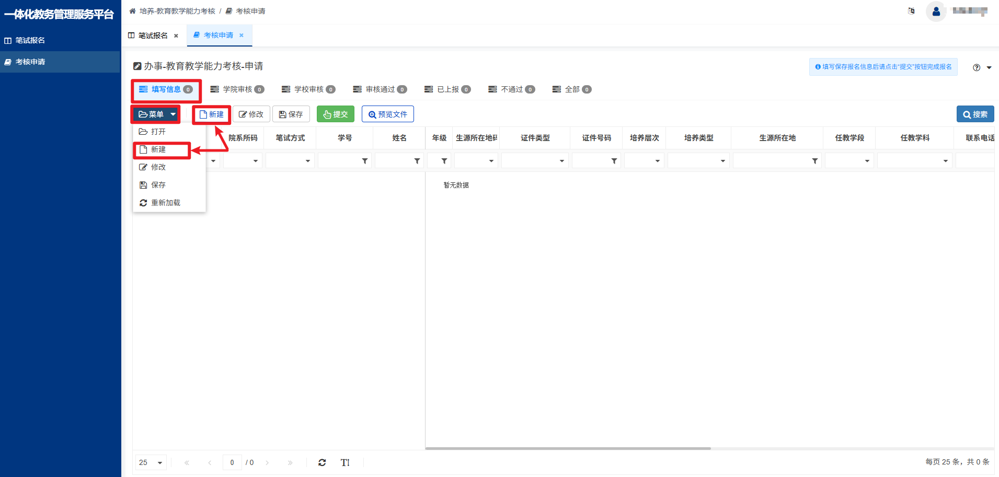 一体化教务管理服务平台
笔试报名
考核申请
培养-教育教学能力考核 / 考核申请
笔试报名 × 考核申请 ×
办事-教育教学能力考核-申请
填写保存报名信息后请点击“提交”按钮完成报名
填写信息 0 学院审核 0 学校审核 0 审核通过 0 已上报 0 不通过 0 全部 0
菜单 新建 修改 保存 提交 预览文件 搜索
打开
新建
修改
保存
重新加载
院系所码 笔试方式 学号 姓名 年级 生源所在地码 证件类型 证件号码 培养层次 培养类型 生源所在地 任教学段 任教学科 联系电话
暂无数据
25 « ‹ 0 / 0 › » TI
每页 25 条，共 0 条